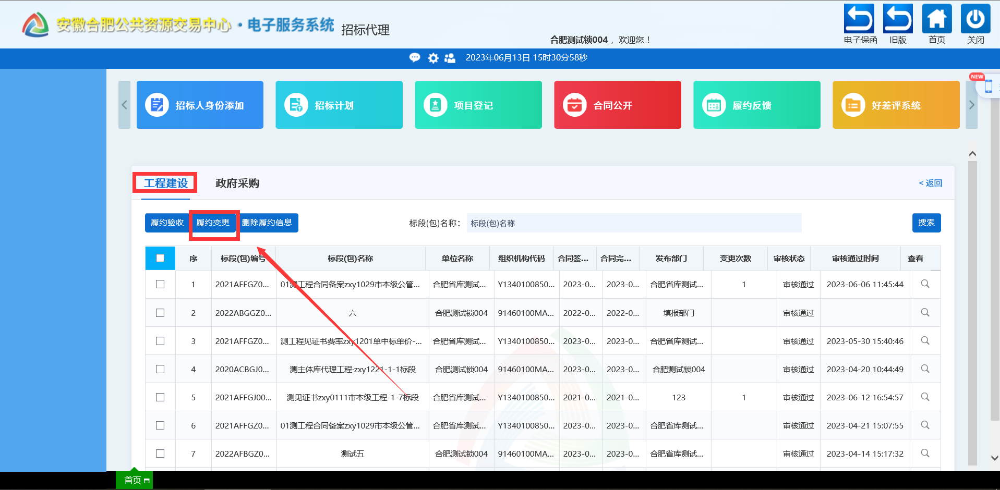 安徽合肥公共资源交易中心·电子服务系统 招标代理
合肥测试锁004 ，欢迎您！
电子保函 旧版 首页 关闭
2023年06月13日 15时30分58秒
NEW
招标人身份添加 招标计划 项目登记 合同公开 履约反馈 好差评系统
工程建设 政府采购 < 返回
履约验收 履约变更 删除履约信息 标段(包)名称： 标段(包)名称 搜索
序 标段(包)编号 标段(包)名称 单位名称 组织机构代码 合同签... 合同完... 发布部门 变更次数 审核状态 审核通过时间 查看
1 2021AFFGZ0... 01测工程合同备案zxy1029市本级公管... 合肥省库测试... Y1340100850... 2023-0... 2023-0... 合肥省库测试... 1 审核通过 2023-06-06 11:45:44
2 2022ABGGZ0... 六 合肥测试锁004 91460100MA... 2022-0... 2022-0... 填报部门 审核通过
3 2021AFFGZ0... 测工程见证书费率zxy1201单中标单价-... 合肥省库测试... Y1340100850... 2023-0... 2023-0... 合肥省库测试... 审核通过 2023-05-30 15:40:46
4 2020ACBGJ0... 测主体库代理工程·zxy1221-1-1标段 合肥测试锁004 91460100MA... 2023-0... 2023-0... 合肥测试锁004 审核通过 2023-04-20 10:44:49
5 2021AFFGJ00... 测见证书zxy0111市本级工程-1-7标段 合肥省库测试... Y1340100850... 2021-0... 2021-0... 123 1 审核通过 2023-06-12 16:54:57
6 2021AFFGZ0... 01测工程合同备案zxy1029市本级公管... 合肥省库测试... Y1340100850... 2023-0... 2023-0... 合肥省库测试... 审核通过 2023-04-21 15:07:55
7 2022AFBGZ0... 测试五 合肥测试锁004 91460100MA... 2023-0... 2023-0... 合肥省库测试... 审核通过 2023-04-14 15:17:32
首页